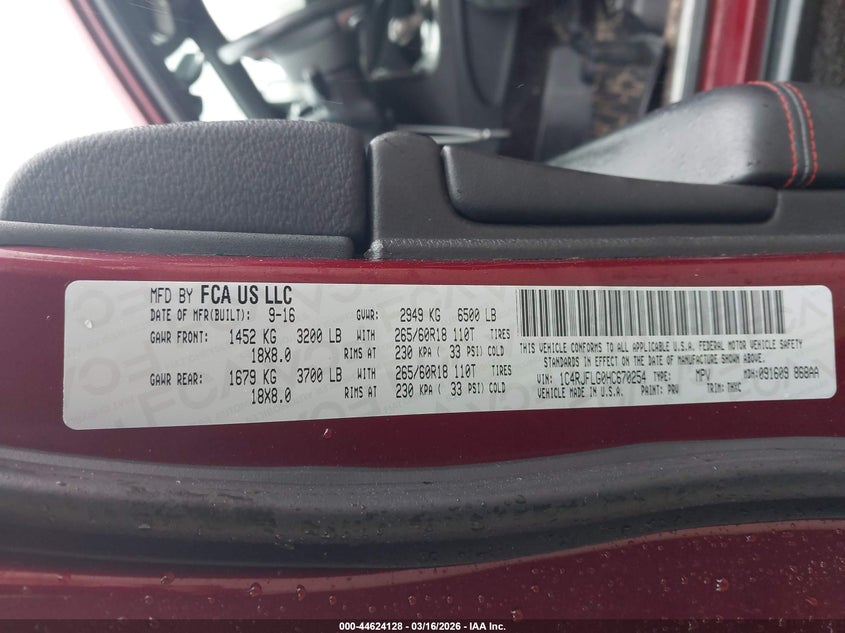 MFD BY FCA US LLC
DATE OF MFR(BUILT): 9-16 GVWR: 2949 KG 6500 LB
GAWR FRONT: 1452 KG 3200 LB WITH 265/60R18 110T TIRES
18X8.0 RIMS AT 230 KPA ( 33 PSI) COLD
GAWR REAR: 1679 KG 3700 LB WITH 265/60R18 110T TIRES
18X8.0 RIMS AT 230 KPA ( 33 PSI) COLD
THIS VEHICLE CONFORMS TO ALL APPLICABLE U.S.A. FEDERAL MOTOR VEHICLE SAFETY
STANDARDS IN EFFECT ON THE DATE OF MANUFACTURE SHOWN ABOVE.
VIN: 1C4RJFLG0HC670254 TYPE: MPV MDH:091609 868AA
VEHICLE MADE IN U.S.A. PAINT: PRV TRIM: THXC
000-44624128 - 03/16/2026 - IAA Inc.